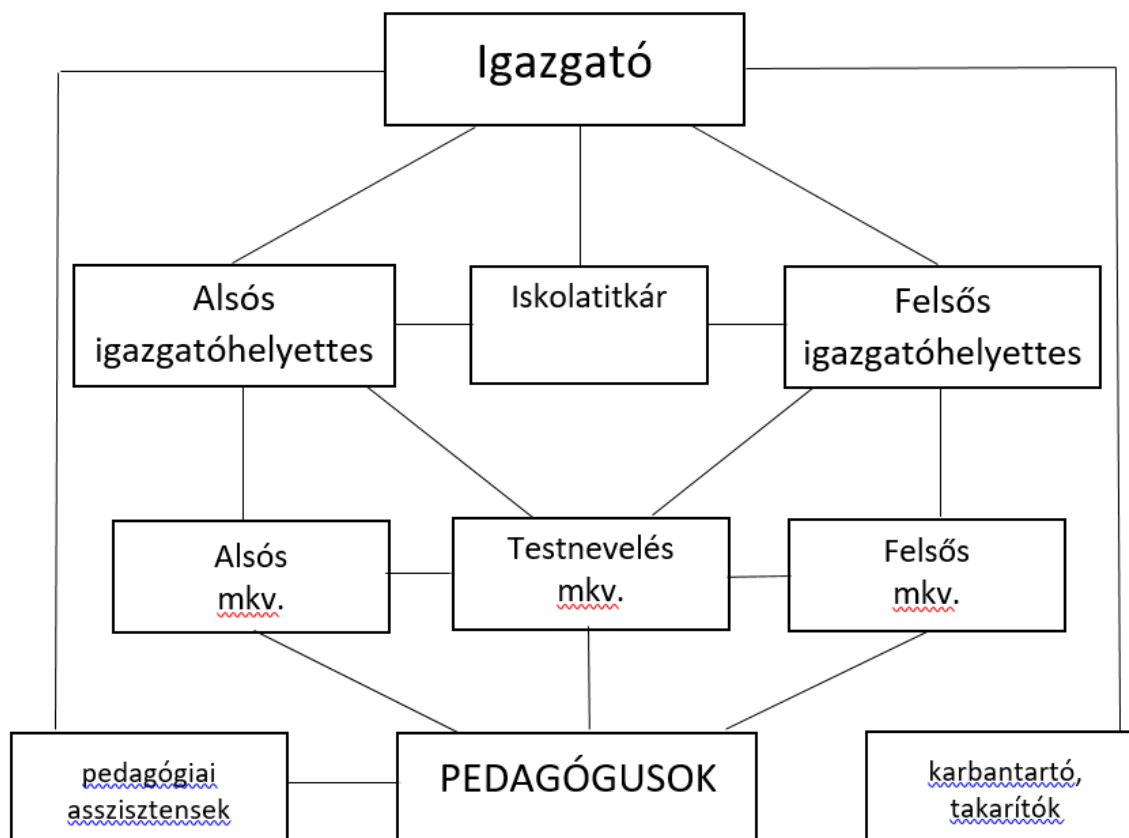 Igazgató
Alsós
igazgatóhelyettes
Iskolatitkár
Felsős
igazgatóhelyettes
Alsós
mkv.
Testnevelés
mkv.
Felsős
mkv.
pedagógiai
asszisztensek
PEDAGÓGUSOK
karbantartó,
takarítók